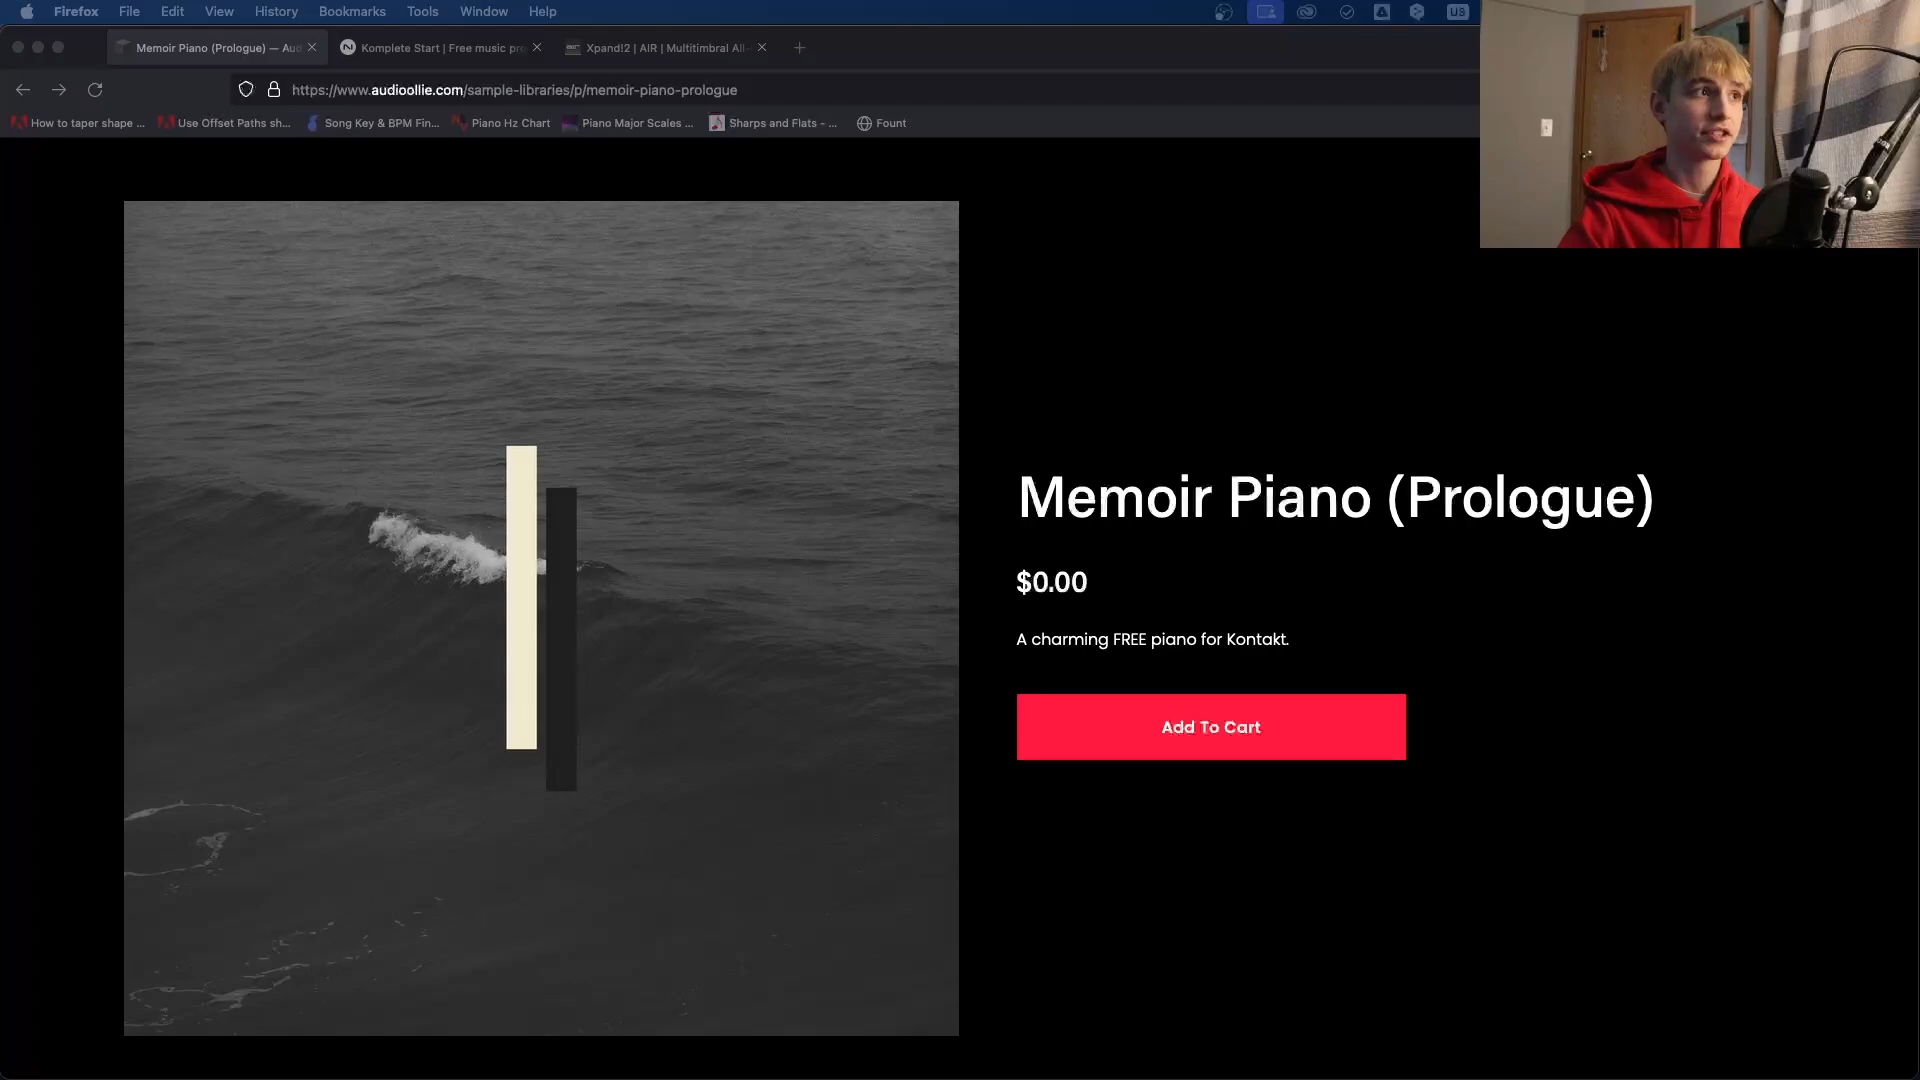 Firefox File Edit View History Bookmarks Tools Window Help
Memoir Piano (Prologue) — Aud
Komplete Start | Free music pro
Xpand!2 | AIR | Multitimbral All-
https://www.audioollie.com/sample-libraries/p/memoir-piano-prologue
How to taper shape ...
Use Offset Paths sh...
Song Key & BPM Fin...
Piano Hz Chart
Piano Major Scales ...
Sharps and Flats - ...
Fount
Memoir Piano (Prologue)
$0.00
A charming FREE piano for Kontakt.
Add To Cart